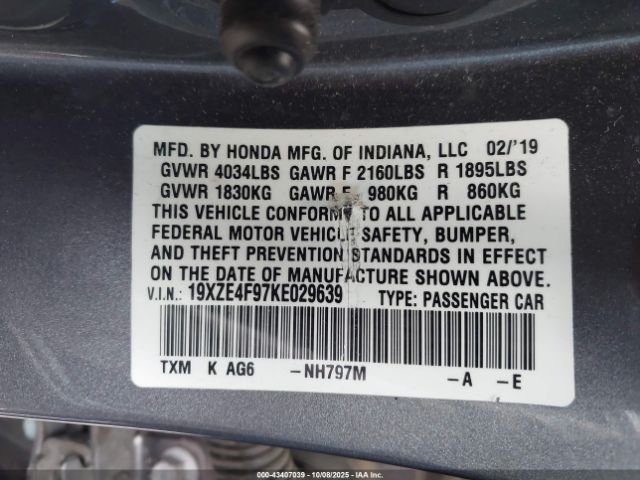 MFD. BY HONDA MFG. OF INDIANA, LLC 02/'19
GVWR 4034LBS GAWR F 2160LBS R 1895LBS
GVWR 1830KG GAWR F 980KG R 860KG
THIS VEHICLE CONFORMS TO ALL APPLICABLE
FEDERAL MOTOR VEHICLE SAFETY, BUMPER,
AND THEFT PREVENTION STANDARDS IN EFFECT
ON THE DATE OF MANUFACTURE SHOWN ABOVE.
V.I.N.: 19XZE4F97KE029639 TYPE: PASSENGER CAR
TXM K AG6 -NH797M -A -E
000-43407039 10/08/2025 IAAI.COM